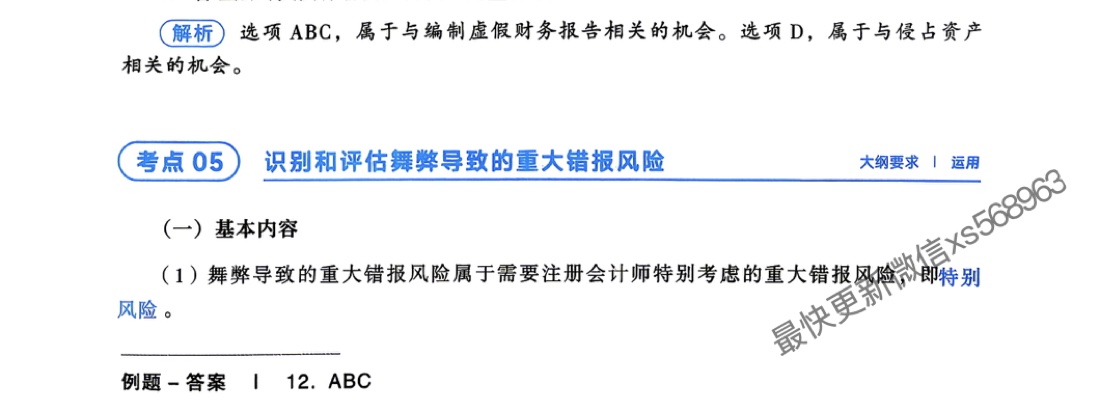 解析 选项 ABC，属于与编制虚假财务报告相关的机会。选项 D，属于与侵占资产
相关的机会。
考点 05 识别和评估舞弊导致的重大错报风险 大纲要求 | 运用
（一）基本内容
（1）舞弊导致的重大错报风险属于需要注册会计师特别考虑的重大错报风险，即特别
风险。
最快更新微信xs568963
例题－答案 | 12. ABC